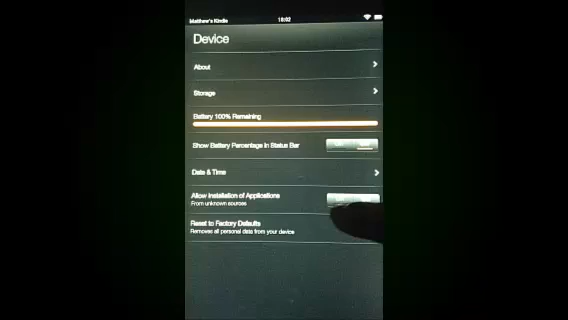 Matthew's Kindle 18:02
Device
About
Storage
Battery 100% Remaining
Show Battery Percentage in Status Bar
Date & Time
Allow Installation of Applications
From unknown sources
Reset to Factory Defaults
Removes all personal data from your device